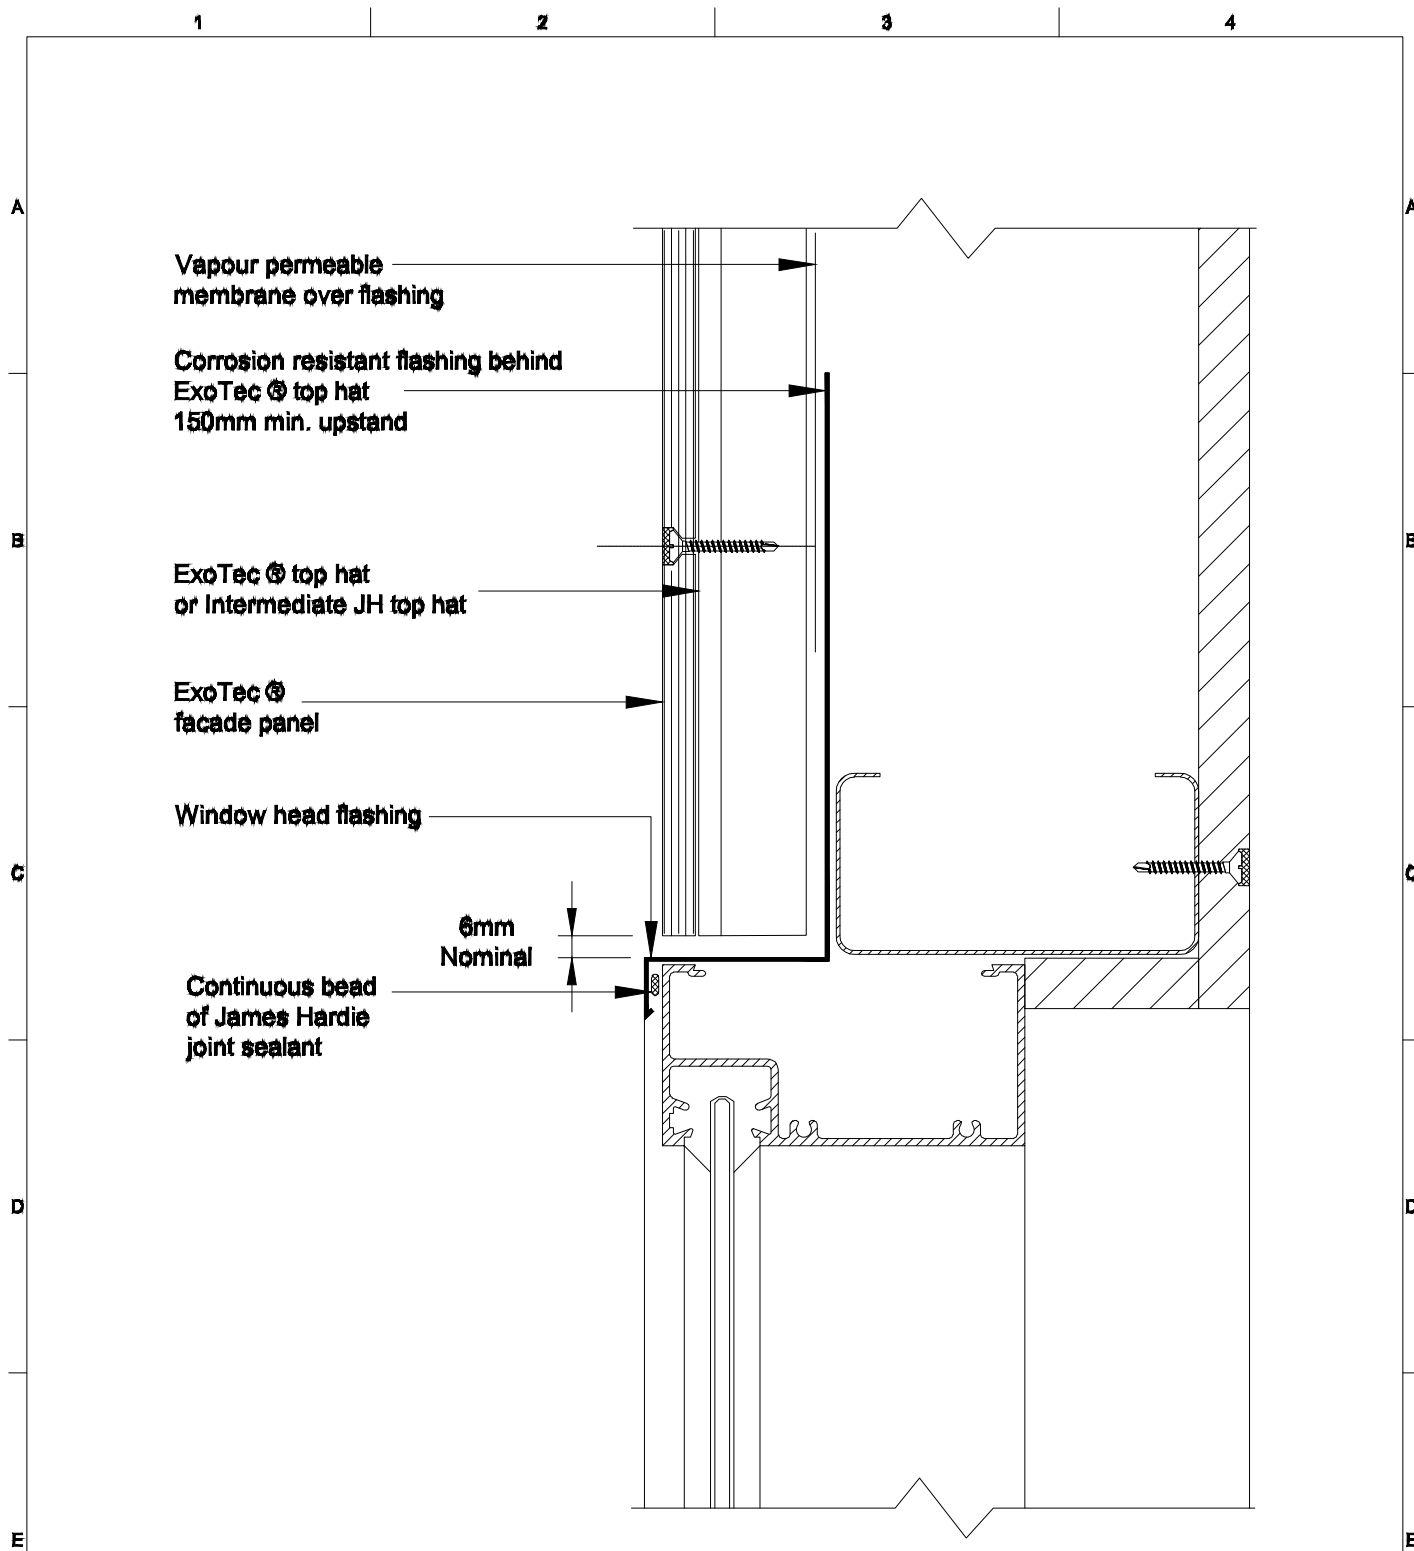 1 2 3 4
A A
Vapour permeable
membrane over flashing
Corrosion resistant flashing behind
ExoTec ® top hat
150mm min. upstand
B B
ExoTec ® top hat
or Intermediate JH top hat
ExoTec ®
facade panel
Window head flashing
C C
6mm
Nominal
Continuous bead
of James Hardie
joint sealant
D D
E E